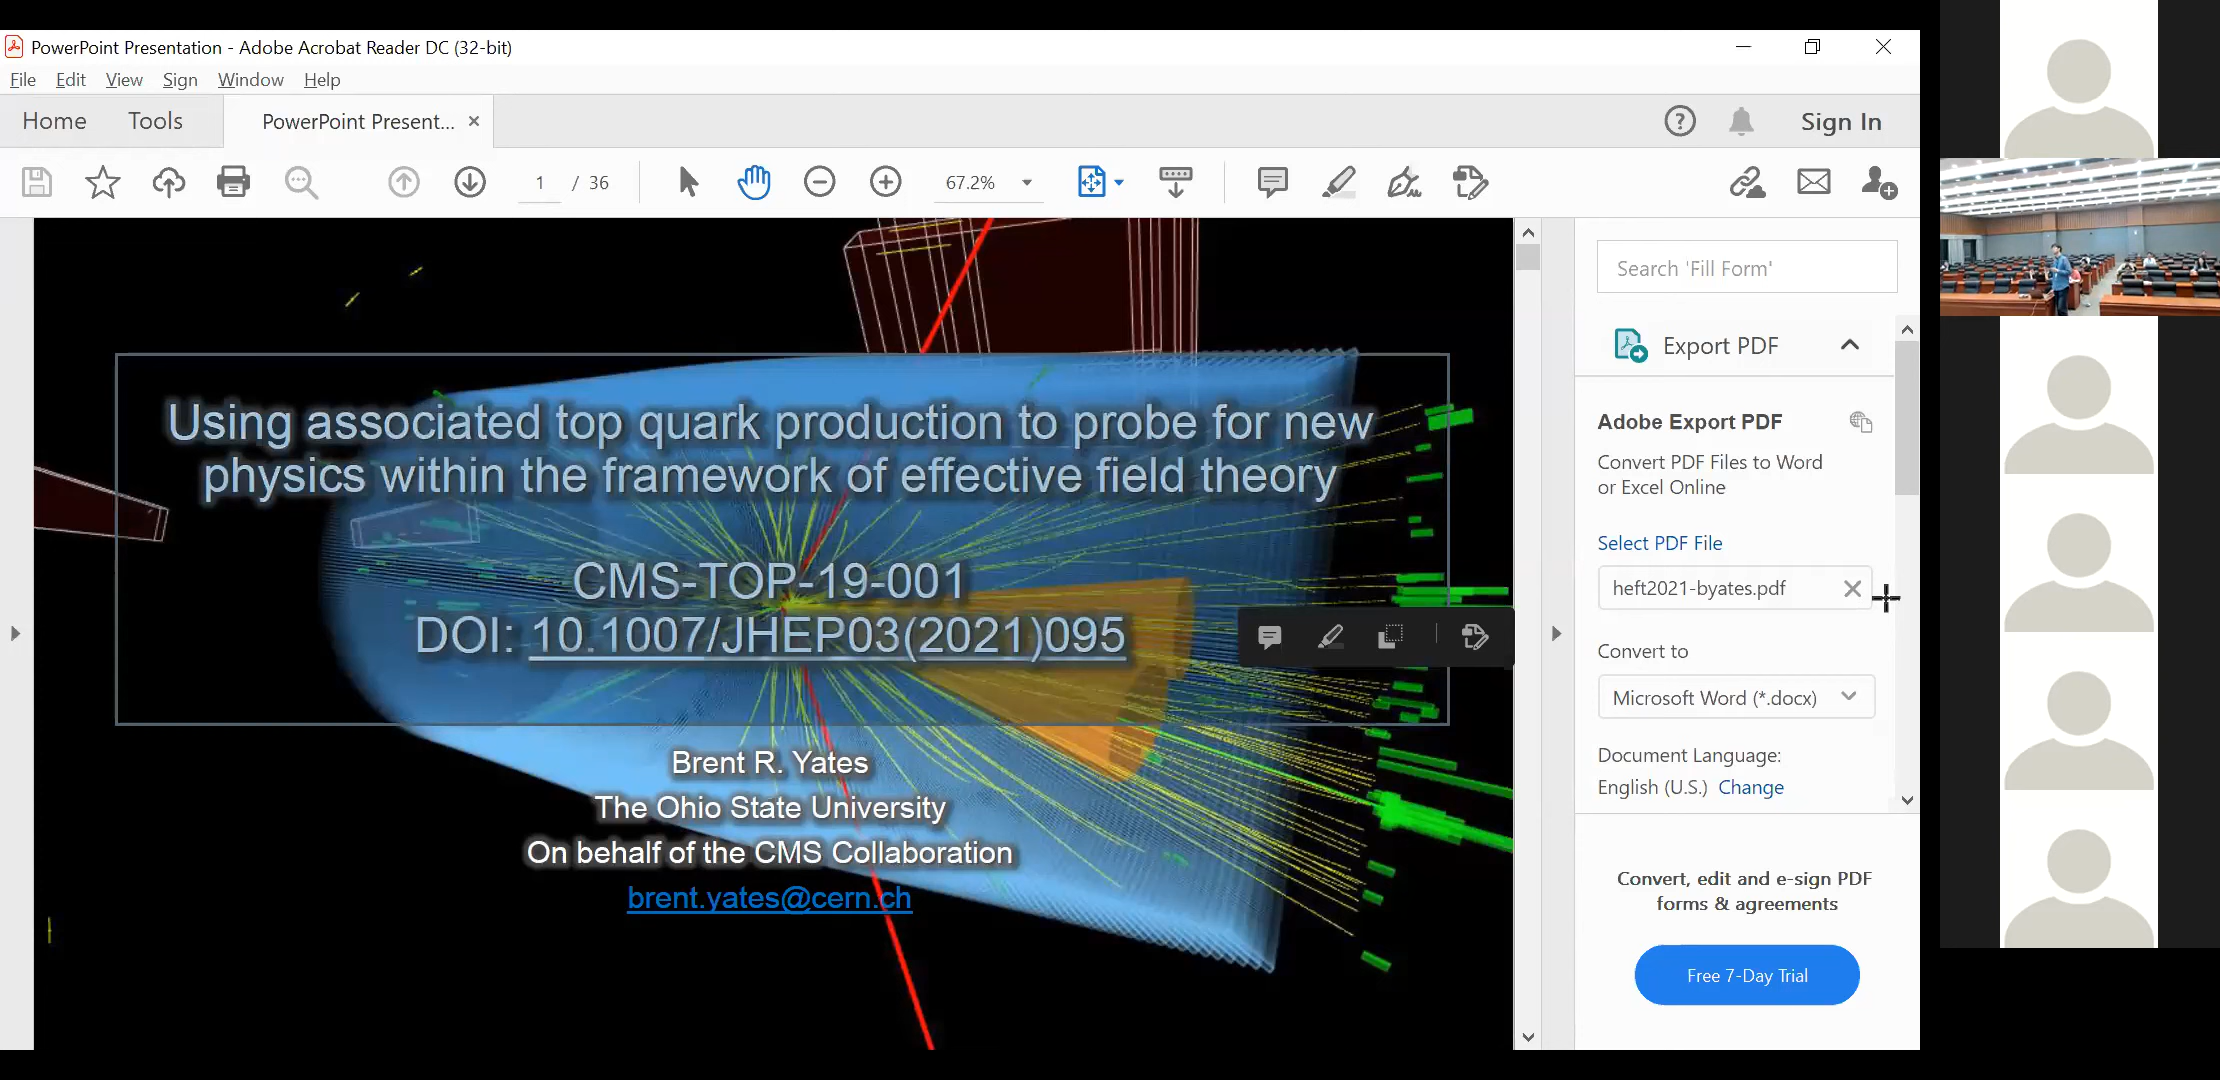 PowerPoint Presentation - Adobe Acrobat Reader DC (32-bit)
File Edit View Sign Window Help
Home Tools PowerPoint Present... Sign In
1 / 36 67.2%
Using associated top quark production to probe for new
physics within the framework of effective field theory
CMS-TOP-19-001
DOI: 10.1007/JHEP03(2021)095
Brent R. Yates
The Ohio State University
On behalf of the CMS Collaboration
brent.yates@cern.ch
Search 'Fill Form'
Export PDF
Adobe Export PDF
Convert PDF Files to Word
or Excel Online
Select PDF File
heft2021-byates.pdf
Convert to
Microsoft Word (*.docx)
Document Language:
English (U.S.) Change
Convert, edit and e-sign PDF
forms & agreements
Free 7-Day Trial